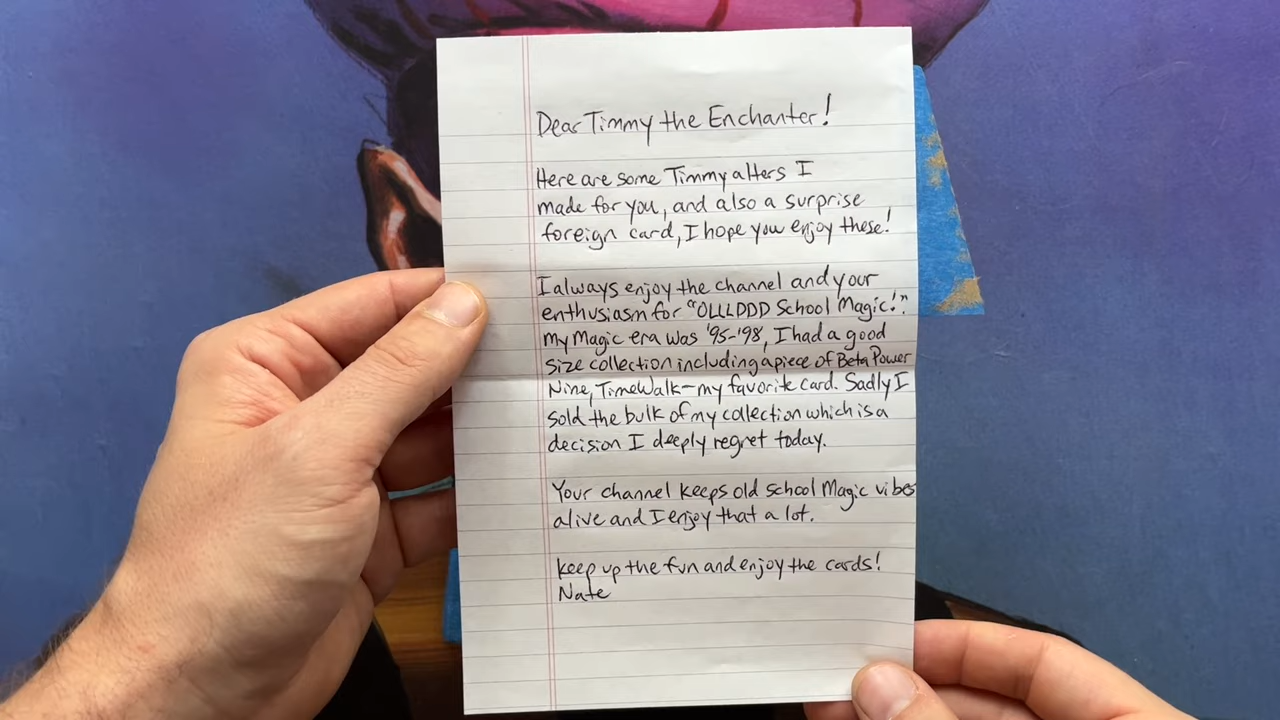 Dear Timmy the Enchanter!
Here are some Timmy alters I
made for you, and also a surprise
foreign card, I hope you enjoy these!
I always enjoy the channel and your
enthusiasm for "OLLLDDD School Magic!".
My Magic era was '95-'98, I had a good
size collection including a piece of Beta Power
Nine, Time Walk - my favorite card. Sadly I
sold the bulk of my collection which is a
decision I deeply regret today.
Your channel keeps old school Magic vibes
alive and I enjoy that a lot.
Keep up the fun and enjoy the cards!
Nate